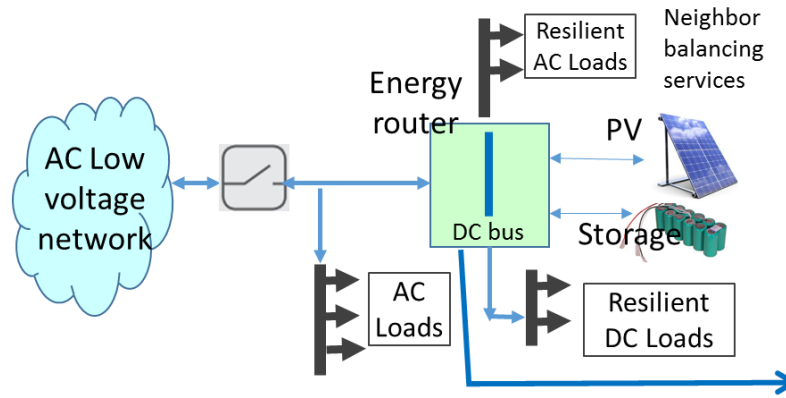 Neighbor
balancing
services
Resilient
AC Loads
Energy
router
PV
AC Low
voltage
network
DC bus
Storage
AC
Loads
Resilient
DC Loads